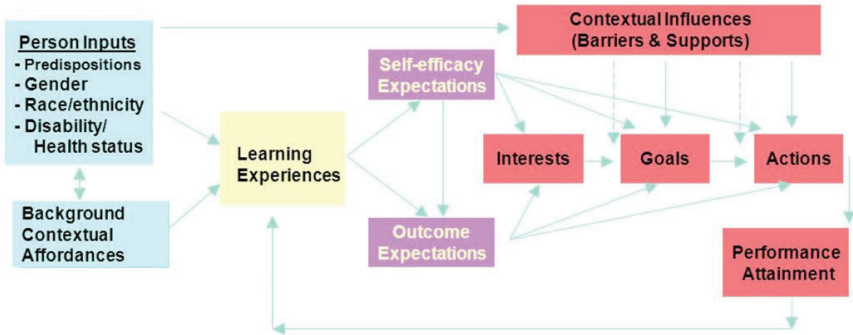 Person Inputs
- Predispositions
- Gender
- Race/ethnicity
- Disability/
Health status
Background
Contextual
Affordances
Learning
Experiences
Self-efficacy
Expectations
Outcome
Expectations
Contextual Influences
(Barriers & Supports)
Interests
Goals
Actions
Performance
Attainment